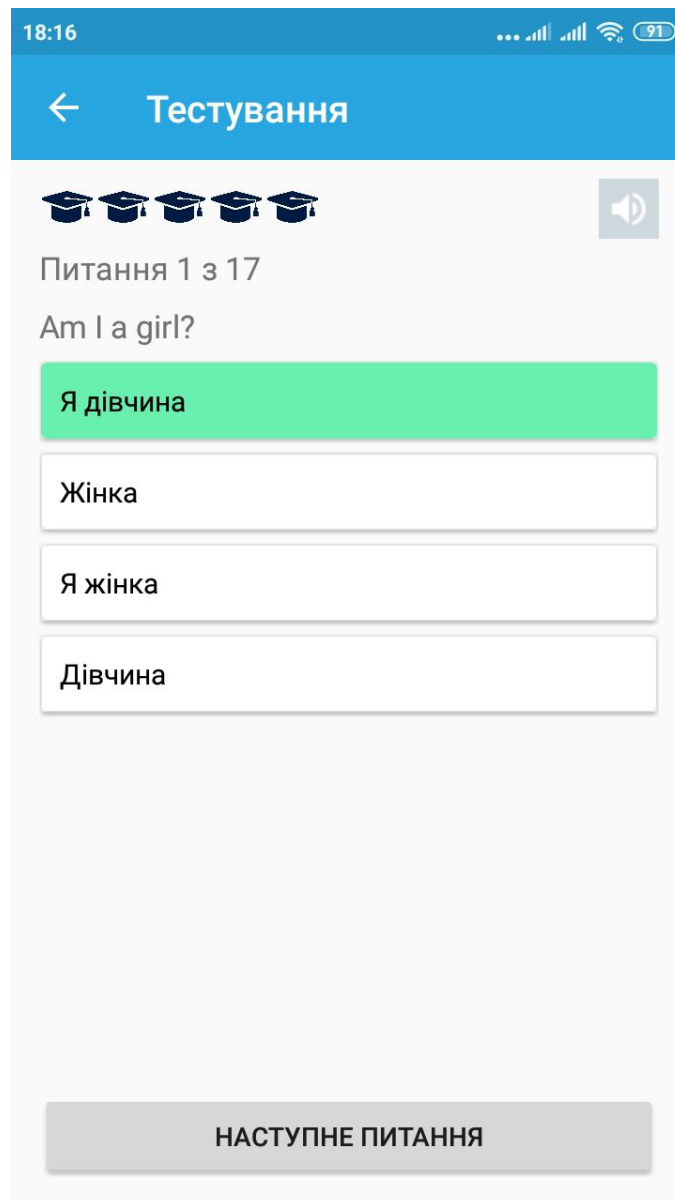 18:16
91
Тестування
Питання 1 з 17
Am I a girl?
Я дівчина
Жінка
Я жінка
Дівчина
НАСТУПНЕ ПИТАННЯ